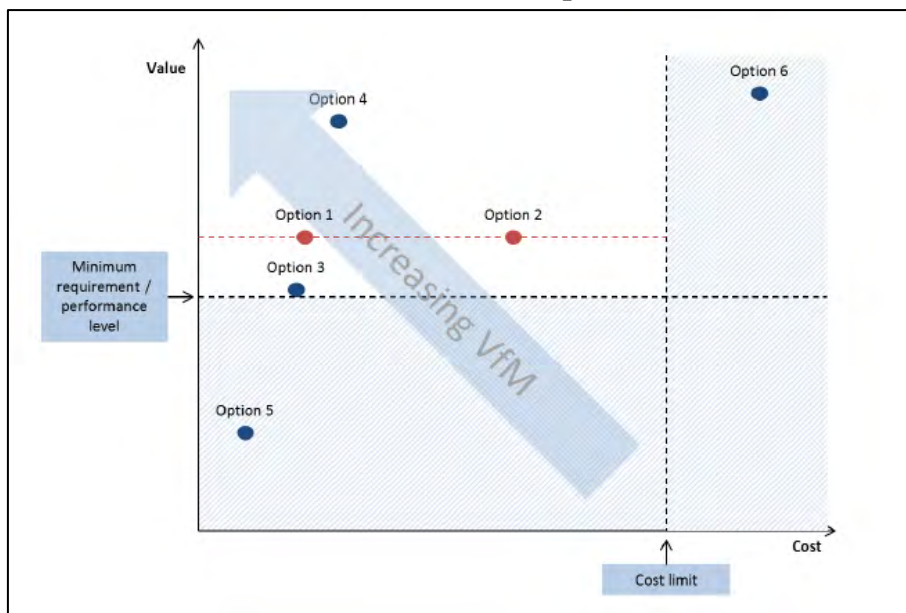 Value
Option 6
Option 4
Option 1
Option 2
Option 3
Increasing VfM
Minimum
requirement /
performance
level
Option 5
Cost
Cost limit